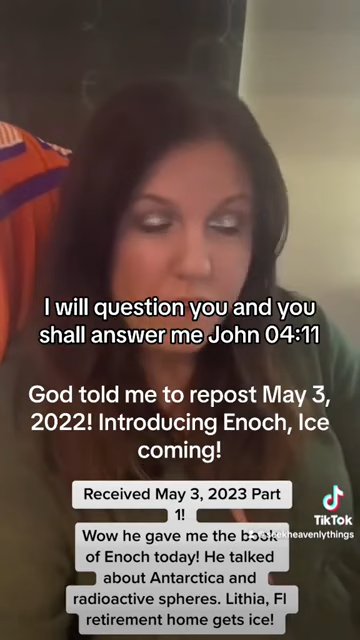 I will question you and you
shall answer me John 04:11
God told me to repost May 3,
2022! Introducing Enoch, Ice
coming!
Received May 3, 2023 Part
1!
Wow he gave me the book
of Enoch today! He talked
about Antarctica and
radioactive spheres. Lithia, Fl
retirement home gets ice!
TikTok
@seekheavenlythings